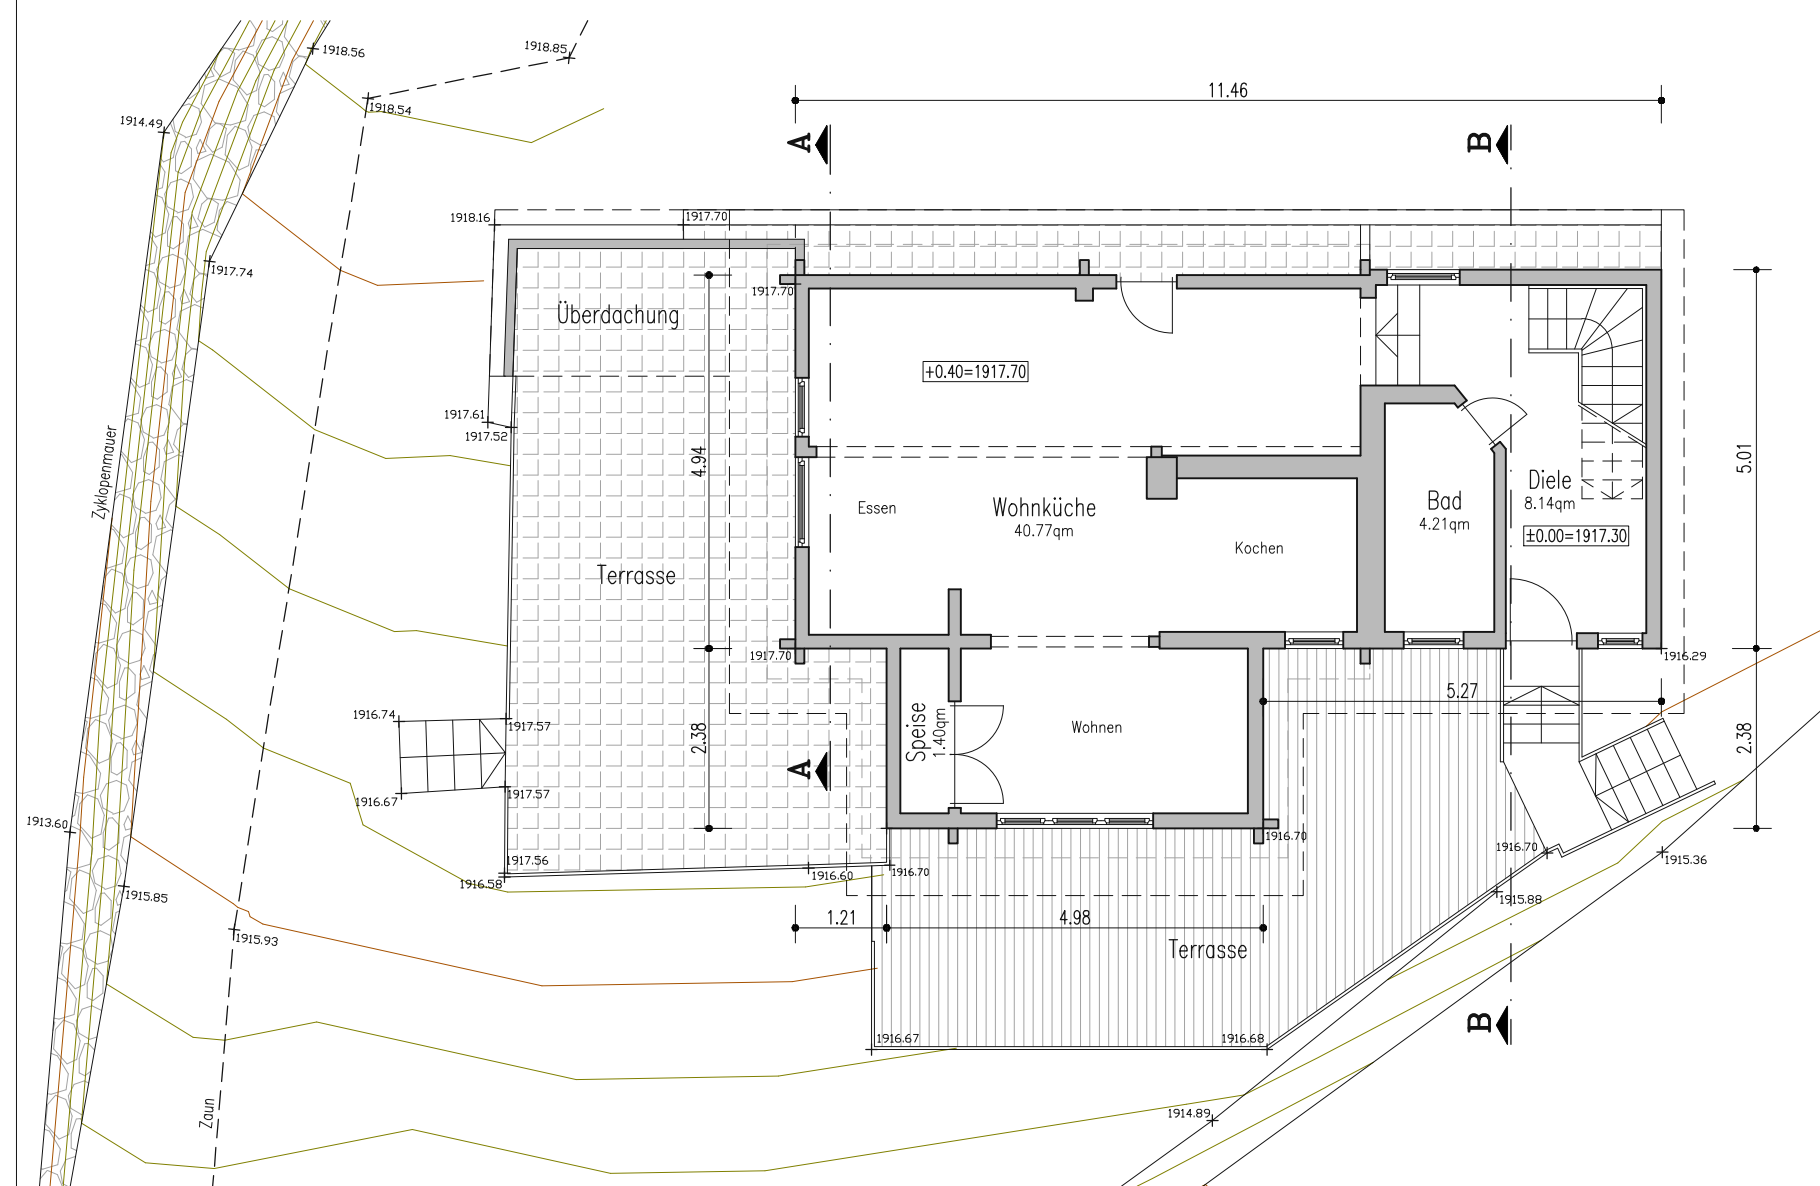 1918.85
1918.56
1918.54
11.46
1914.49
A
B
1918.16
1917.70
1917.74
1917.70
Überdachung
+0.40=1917.70
1917.61
1917.52
Zyklopenmauer
4.94
5.01
Essen
Wohnküche
40.77qm
Kochen
Bad
4.21qm
Diele
8.14qm
±0.00=1917.30
Terrasse
1917.70
1916.29
5.27
1916.74
1917.57
2.38
Speise
1.40qm
Wohnen
2.38
A
1916.67
1917.57
1913.60
1916.70
1916.70
1915.36
1917.56
1916.58
1916.60
1916.70
1915.85
1915.88
1.21
4.98
1915.93
Terrasse
B
1916.67
1916.68
Zaun
1914.89